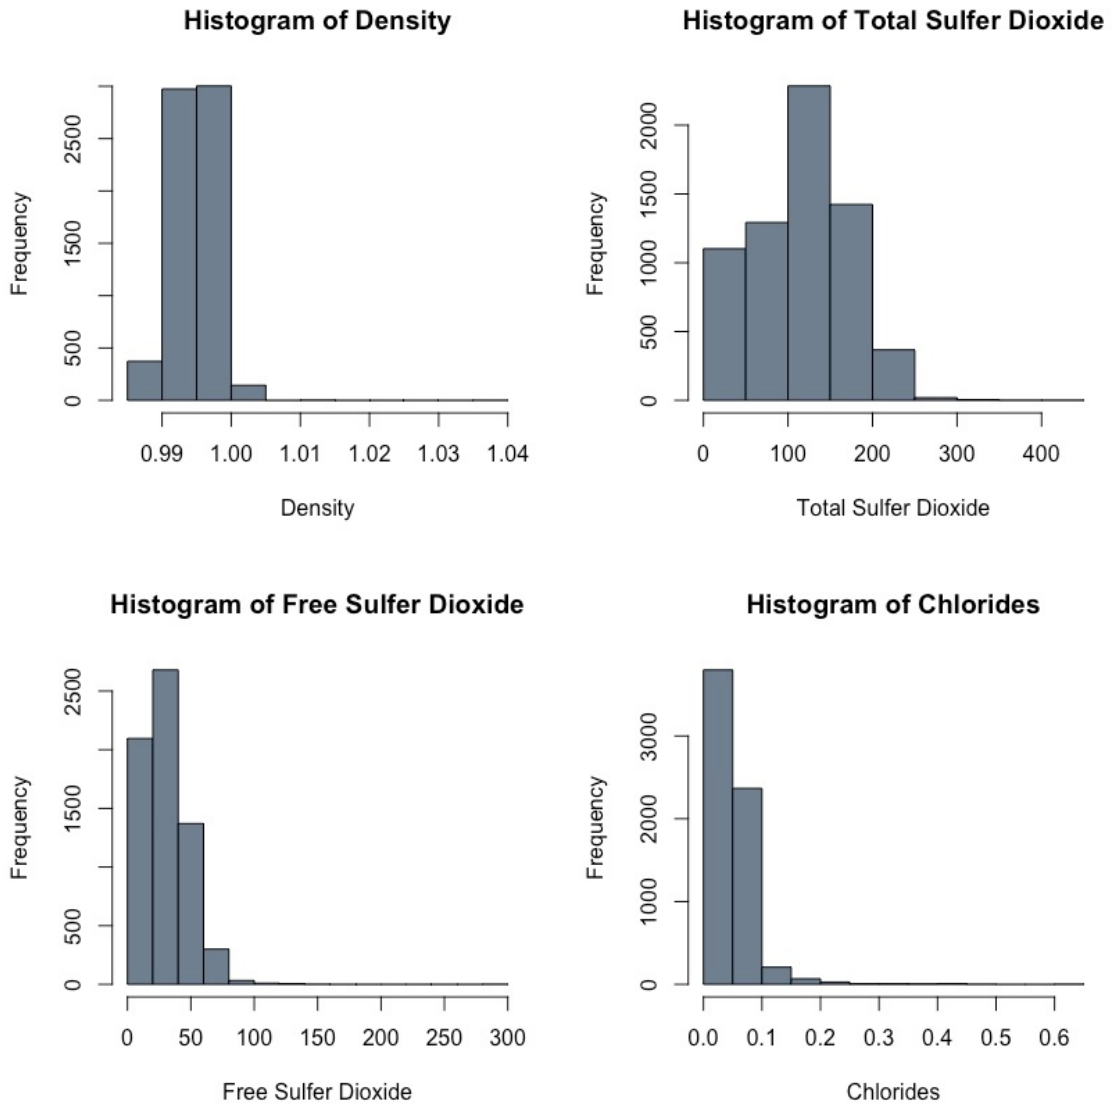 Histogram of Density
Frequency
0
500
1500
2500
0.99 1.00 1.01 1.02 1.03 1.04
Density
Histogram of Total Sulfer Dioxide
Frequency
0
500
1000
1500
2000
0 100 200 300 400
Total Sulfer Dioxide
Histogram of Free Sulfer Dioxide
Frequency
0
500
1500
2500
0 50 100 150 200 250 300
Free Sulfer Dioxide
Histogram of Chlorides
Frequency
0
1000
2000
3000
0.0 0.1 0.2 0.3 0.4 0.5 0.6
Chlorides